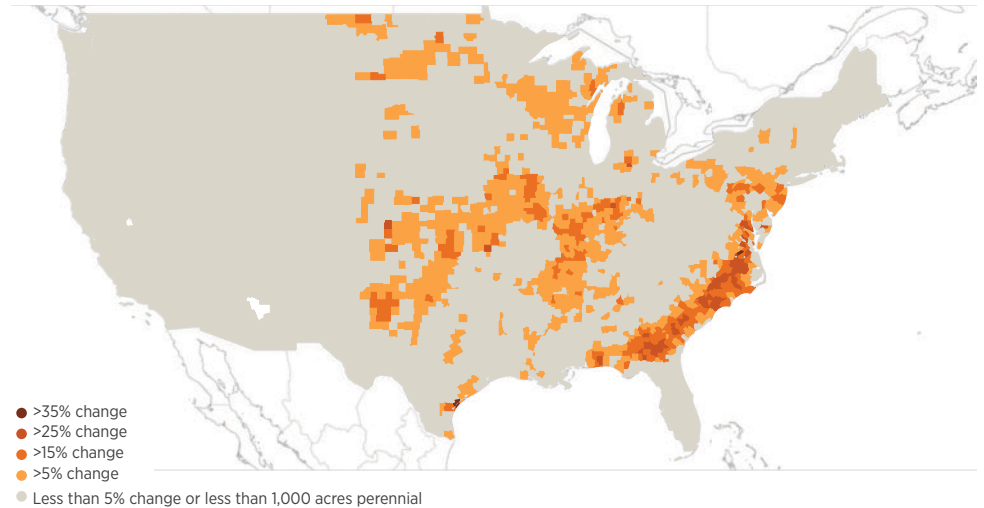 >35% change
>25% change
>15% change
>5% change
Less than 5% change or less than 1,000 acres perennial